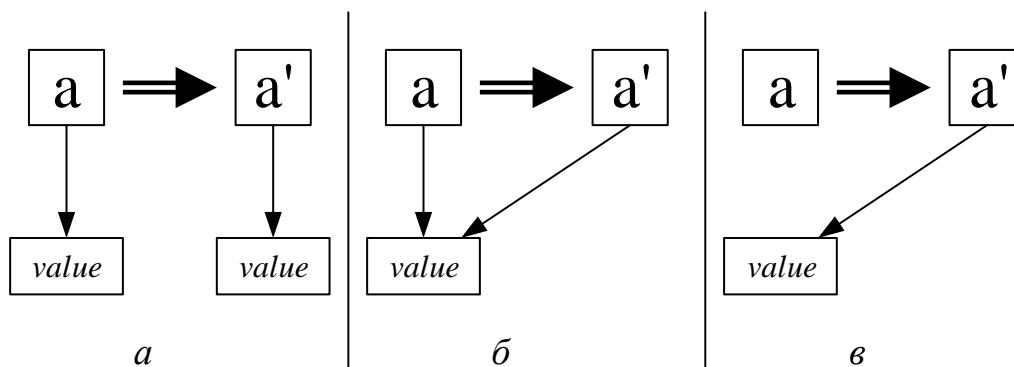 a a' a a' a a'
value value value value
а б в